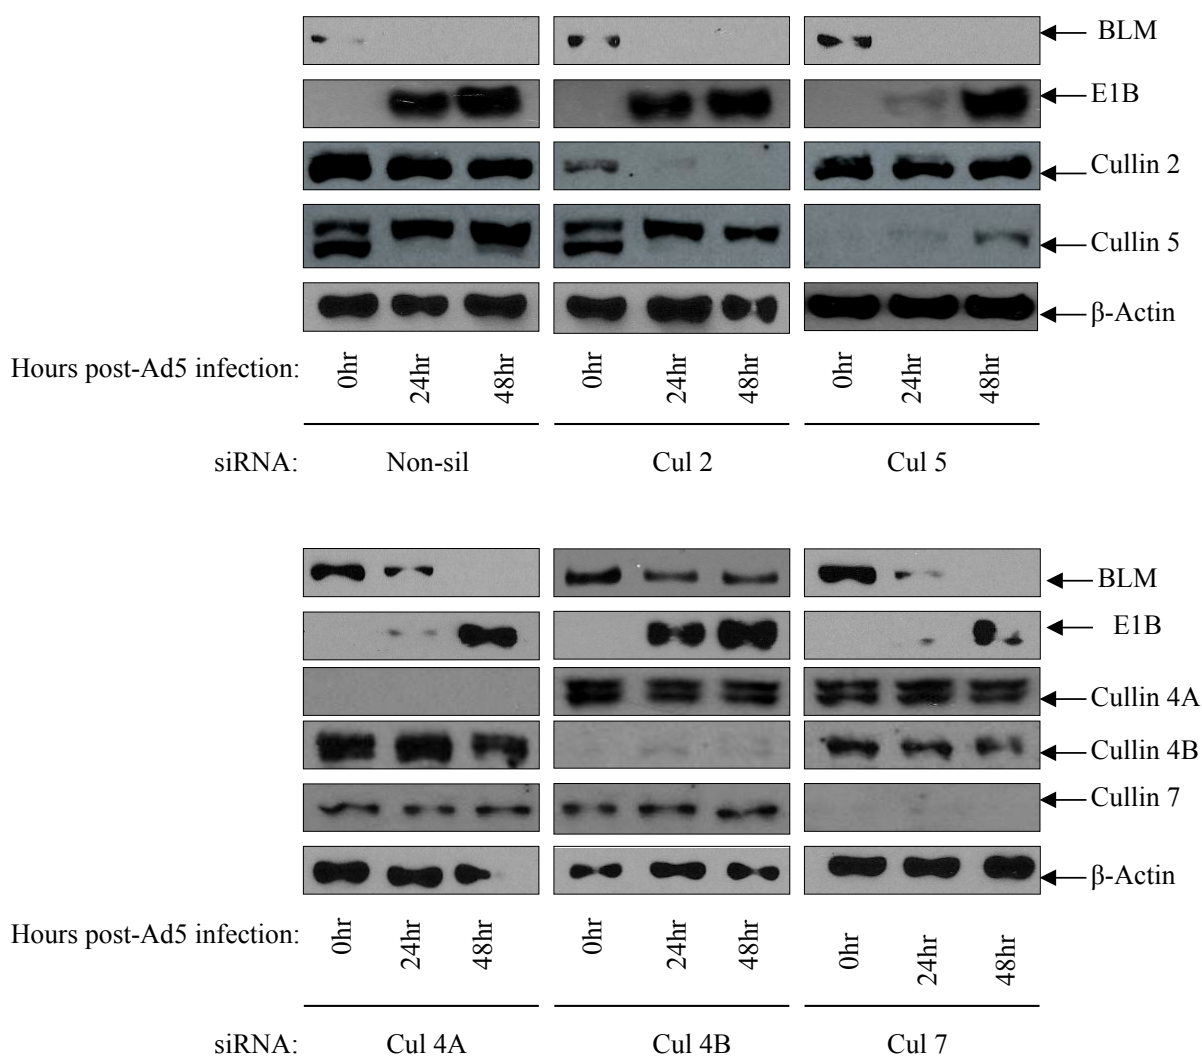 BLM
E1B
Cullin 2
Cullin 5
β-Actin
Hours post-Ad5 infection: 0hr 24hr 48hr 0hr 24hr 48hr 0hr 24hr 48hr
siRNA: Non-sil Cul 2 Cul 5
BLM
E1B
Cullin 4A
Cullin 4B
Cullin 7
β-Actin
Hours post-Ad5 infection: 0hr 24hr 48hr 0hr 24hr 48hr 0hr 24hr 48hr
siRNA: Cul 4A Cul 4B Cul 7